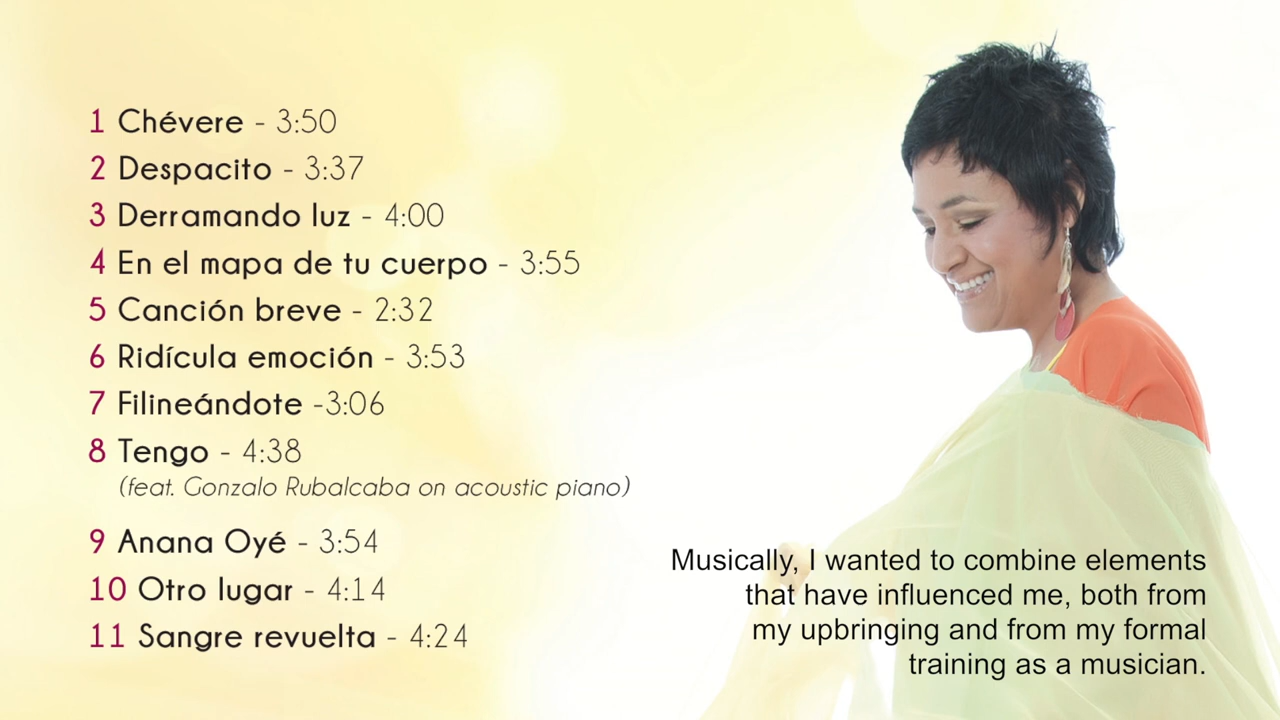 1 Chévere - 3:50
2 Despacito - 3:37
3 Derramando luz - 4:00
4 En el mapa de tu cuerpo - 3:55
5 Canción breve - 2:32
6 Ridícula emoción - 3:53
7 Filineándote -3:06
8 Tengo - 4:38
(feat. Gonzalo Rubalcaba on acoustic piano)
9 Anana Oyé - 3:54
10 Otro lugar - 4:14
11 Sangre revuelta - 4:24
Musically, I wanted to combine elements
that have influenced me, both from
my upbringing and from my formal
training as a musician.